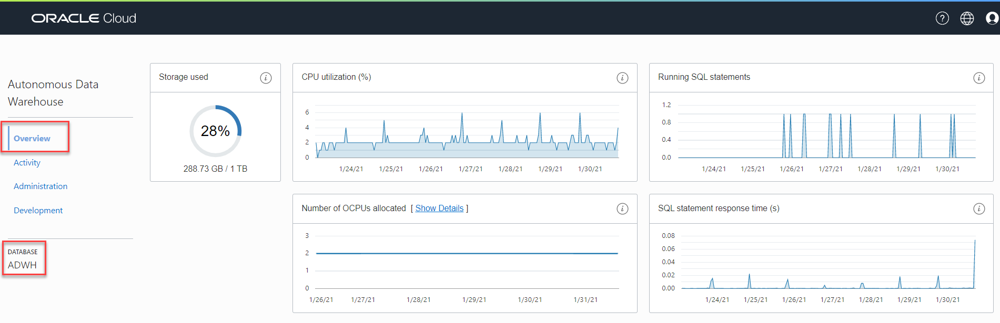 ORACLE Cloud
?
Autonomous Data
Warehouse
Overview
Activity
Administration
Development
DATABASE
ADWH
Storage used
i
28%
288.73 GB / 1 TB
CPU utilization (%)
i
6
4
2
0
1/24/21 1/25/21 1/26/21 1/27/21 1/28/21 1/29/21 1/30/21
Running SQL statements
i
1.2
0.8
0.4
0.0
1/24/21 1/25/21 1/26/21 1/27/21 1/28/21 1/29/21 1/30/21
Number of OCPUs allocated [ Show Details ]
i
3
2
1
0
1/26/21 1/27/21 1/28/21 1/29/21 1/30/21 1/31/21
SQL statement response time (s)
i
0.08
0.06
0.04
0.02
0.00
1/24/21 1/25/21 1/26/21 1/27/21 1/28/21 1/29/21 1/30/21